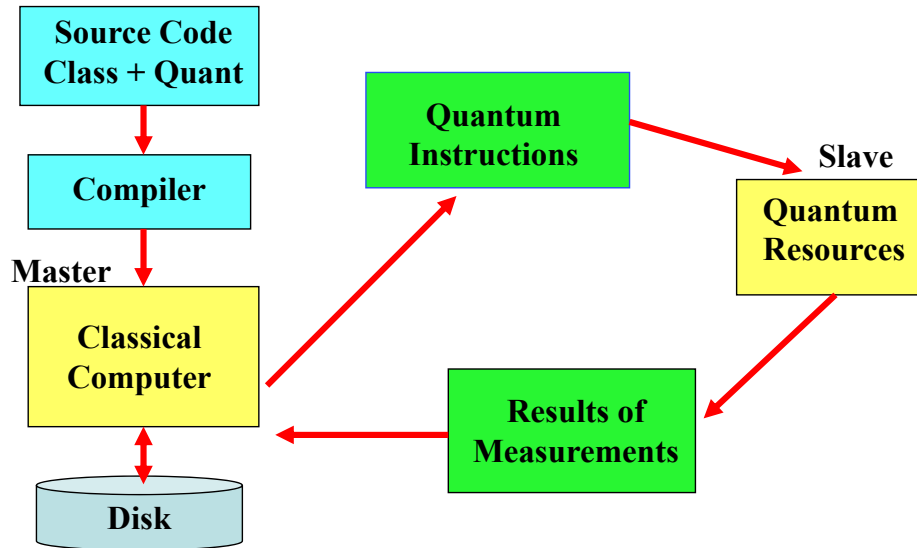 Source Code
Class + Quant
Compiler
Master
Classical
Computer
Disk
Quantum
Instructions
Slave
Quantum
Resources
Results of
Measurements